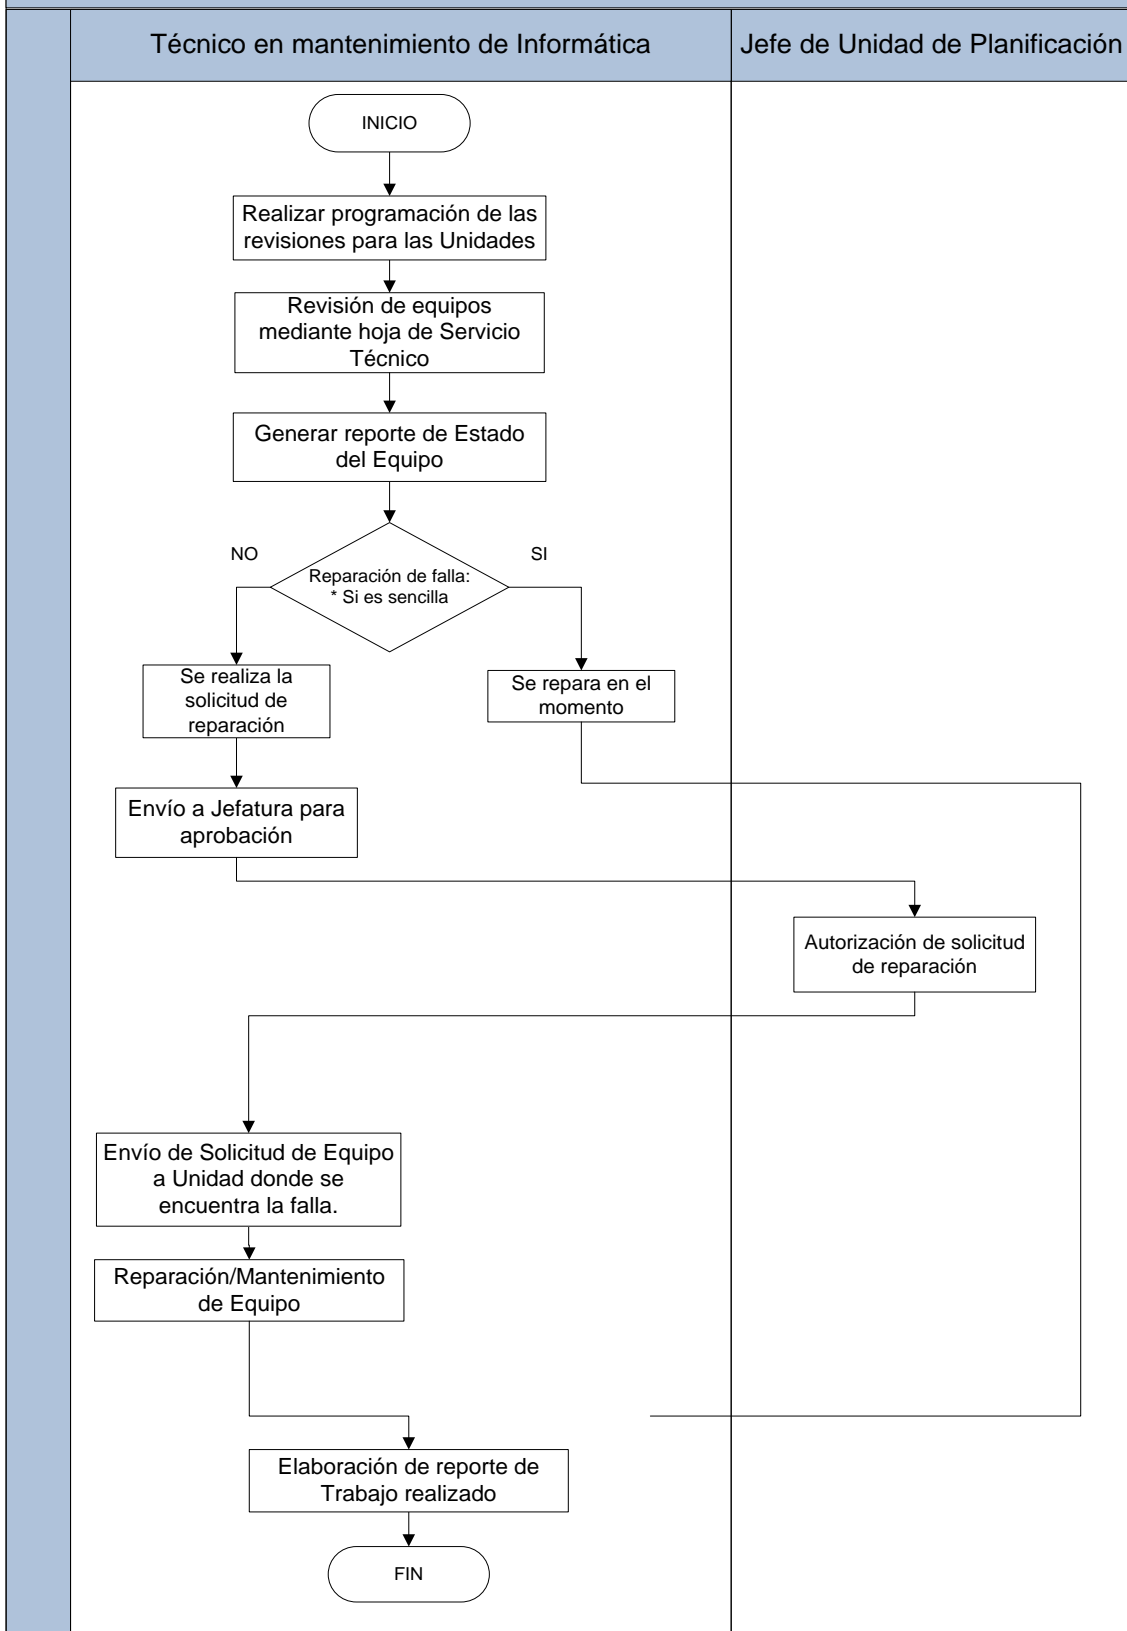 Técnico en mantenimiento de Informática
Jefe de Unidad de Planificación
INICIO
Realizar programación de las
revisiones para las Unidades
Revisión de equipos
mediante hoja de Servicio
Técnico
Generar reporte de Estado
del Equipo
NO
SI
Reparación de falla:
* Si es sencilla
Se realiza la
solicitud de
reparación
Se repara en el
momento
Envío a Jefatura para
aprobación
Autorización de solicitud
de reparación
Envío de Solicitud de Equipo
a Unidad donde se
encuentra la falla.
Reparación/Mantenimiento
de Equipo
Elaboración de reporte de
Trabajo realizado
FIN